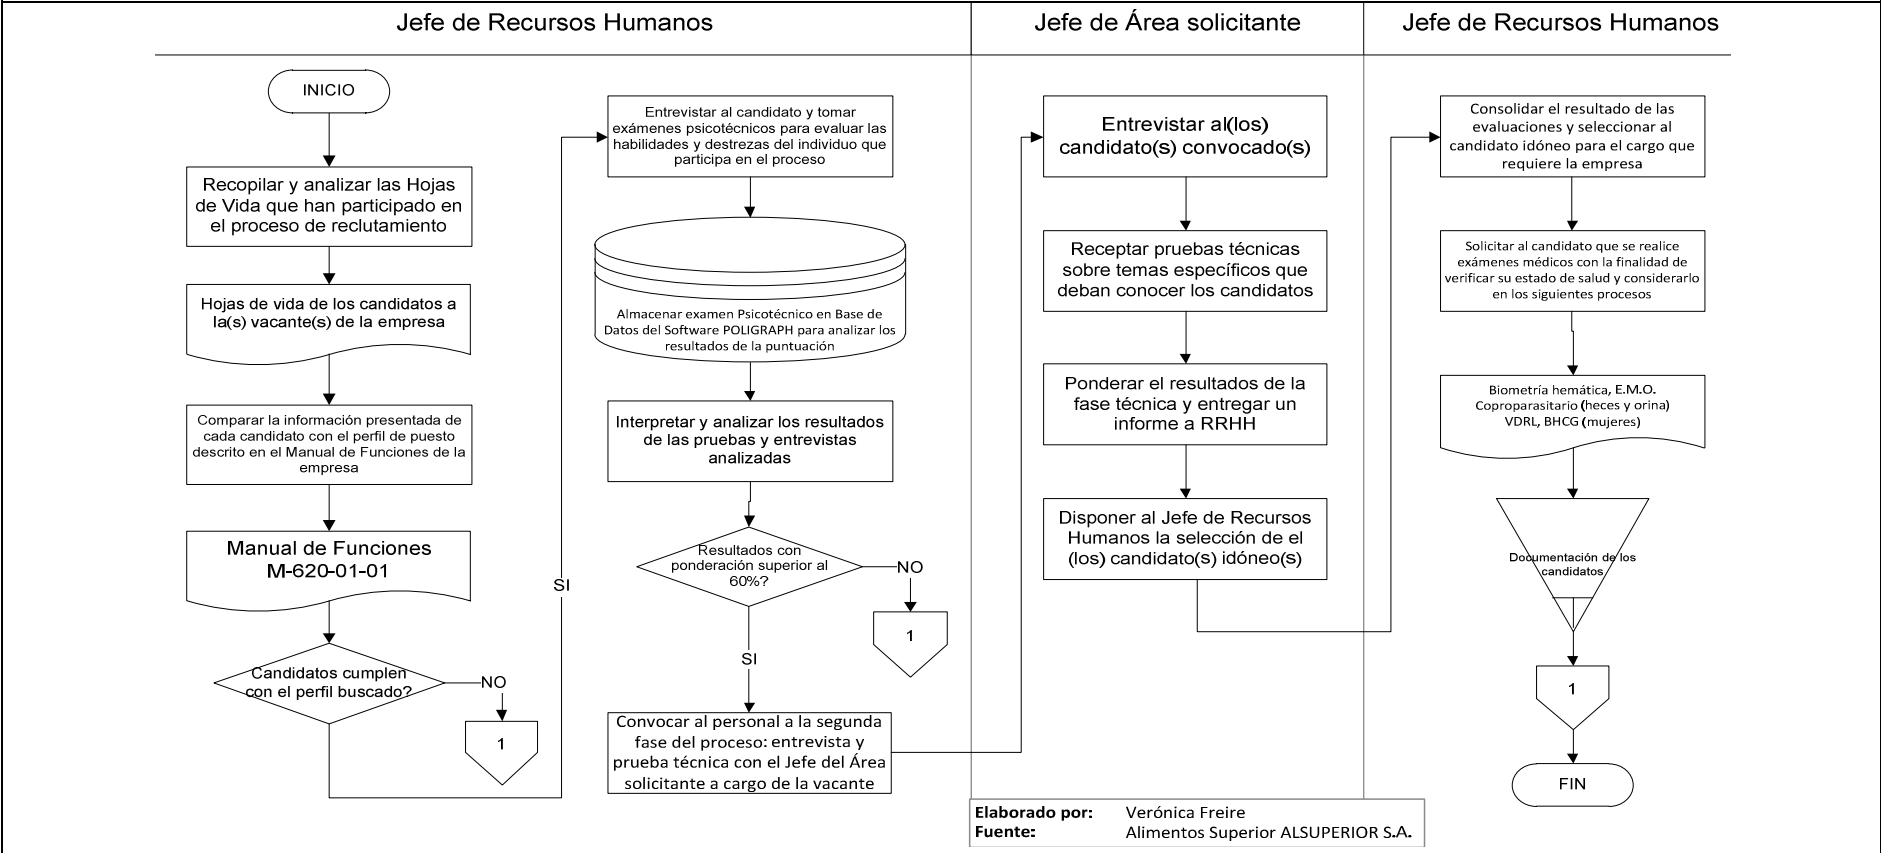 Jefe de Recursos Humanos
Jefe de Área solicitante
Jefe de Recursos Humanos
INICIO
Recopilar y analizar las Hojas
de Vida que han participado en
el proceso de reclutamiento
Hojas de vida de los candidatos a
la(s) vacante(s) de la empresa
Comparar la información presentada de
cada candidato con el perfil de puesto
descrito en el Manual de Funciones de la
empresa
Manual de Funciones
M-620-01-01
Candidatos cumplen
con el perfil buscado?
NO
1
SI
Entrevistar al candidato y tomar
exámenes psicotécnicos para evaluar las
habilidades y destrezas del individuo que
participa en el proceso
Almacenar examen Psicotécnico en Base de
Datos del Software POLIGRAPH para analizar los
resultados de la puntuación
Interpretar y analizar los resultados
de las pruebas y entrevistas
analizadas
Resultados con
ponderación superior al
60%?
NO
1
SI
Convocar al personal a la segunda
fase del proceso: entrevista y
prueba técnica con el Jefe del Área
solicitante a cargo de la vacante
Entrevistar al(los)
candidato(s) convocado(s)
Receptar pruebas técnicas
sobre temas específicos que
deban conocer los candidatos
Ponderar el resultados de la
fase técnica y entregar un
informe a RRHH
Disponer al Jefe de Recursos
Humanos la selección de el
(los) candidato(s) idóneo(s)
Consolidar el resultado de las
evaluaciones y seleccionar al
candidato idóneo para el cargo que
requiere la empresa
Solicitar al candidato que se realice
exámenes médicos con la finalidad de
verificar su estado de salud y considerarlo
en los siguientes procesos
Biometría hemática, E.M.O.
Coproparasitario (heces y orina)
VDRL, BHCG (mujeres)
Documentación de los
candidatos
1
FIN
Elaborado por: Verónica Freire
Fuente: Alimentos Superior ALSUPERIOR S.A.